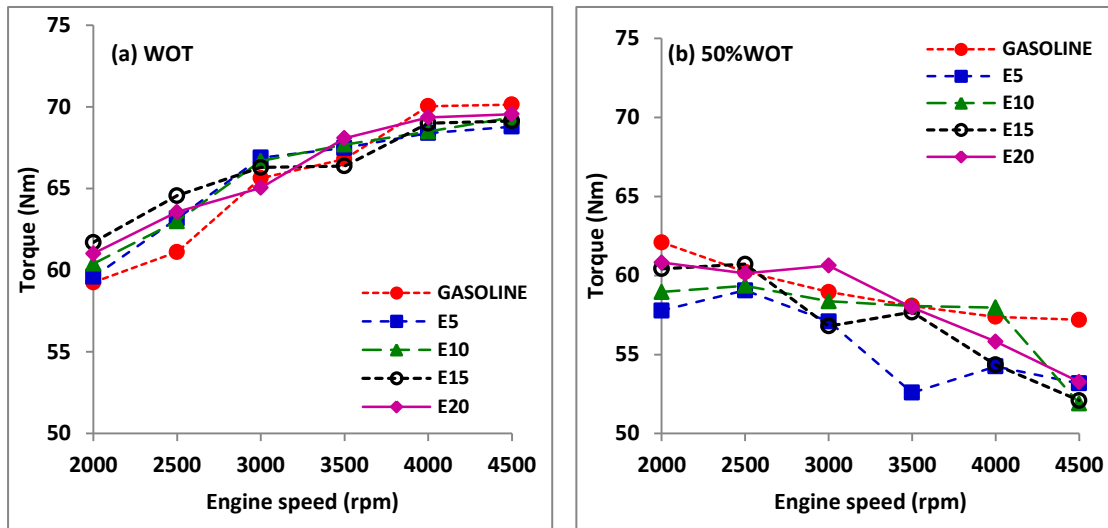 (a) WOT
Torque (Nm)
75
70
65
60
55
50
GASOLINE
E5
E10
E15
E20
2000 2500 3000 3500 4000 4500
Engine speed (rpm)
(b) 50%WOT
Torque (Nm)
75
70
65
60
55
50
GASOLINE
E5
E10
E15
E20
2000 2500 3000 3500 4000 4500
Engine speed (rpm)